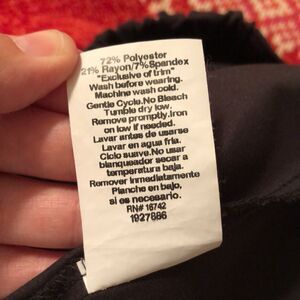 72% Polyester
21% Rayon/7%Spandex
"Exclusive of trim"
Wash before wearing.
Machine wash cold.
Gentle Cycle.No Bleach
Tumble dry low.
Remove promptly.Iron
on low if needed.
Lavar antes de usarse
Lavar en agua fria.
Ciclo suave.No usar
blanqueador secar a
temperatura baja.
Remover inmediatamente
Planche en bajo,
si es necesario.
RN# 16742
1927886